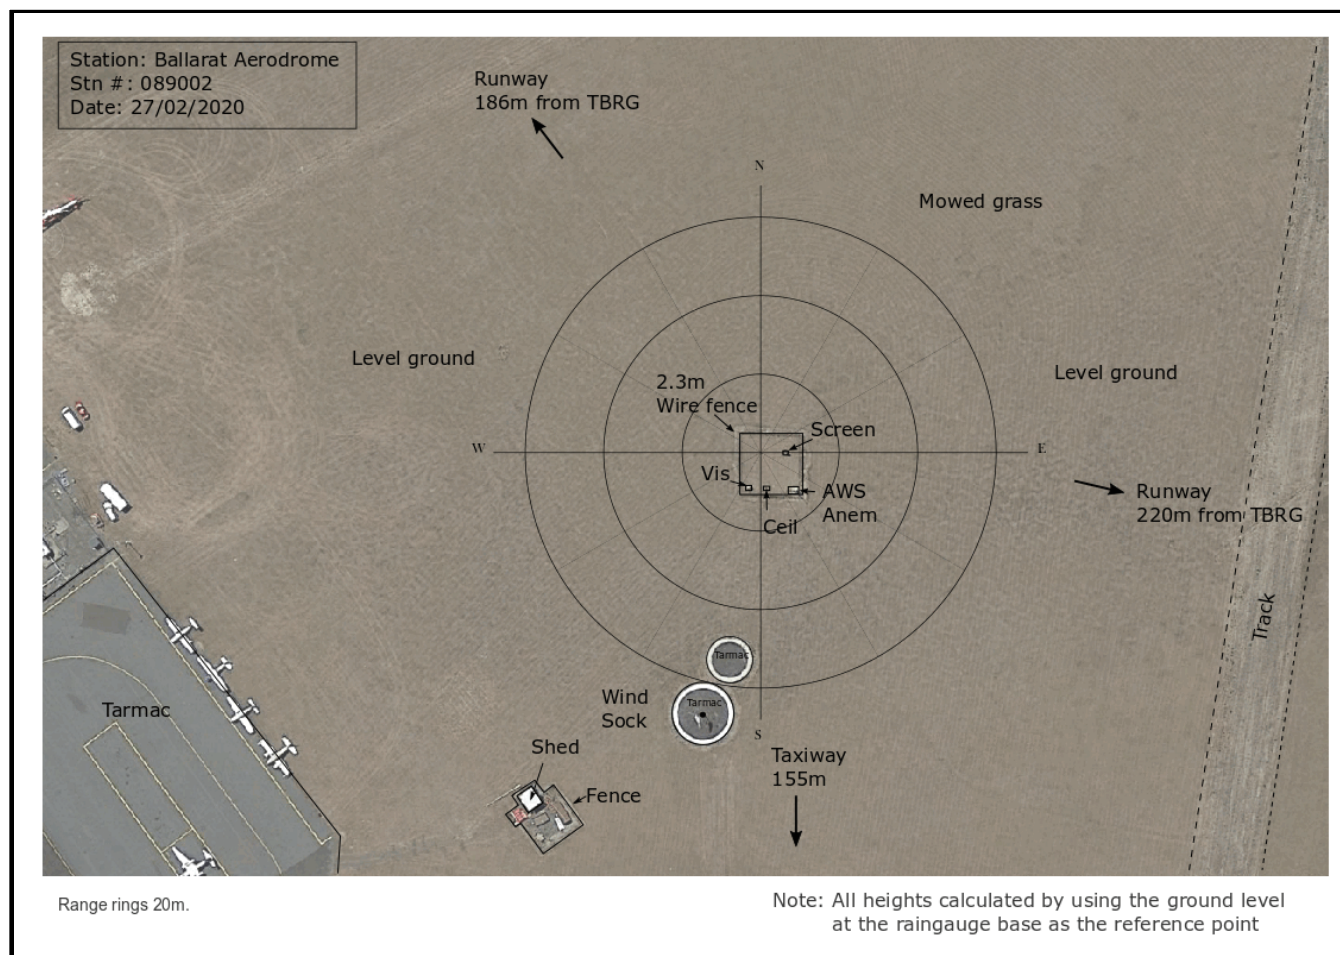 Station: Ballarat Aerodrome
Stn #: 089002
Date: 27/02/2020
Runway
186m from TBRG
N
Mowed grass
Level ground
Level ground
2.3m
Wire fence
Screen
W
E
Vis
AWS
Anem
Ceil
Runway
220m from TBRG
Track
Tarmac
Tarmac
Wind
Sock
Tarmac
S
Shed
Taxiway
155m
Fence
Range rings 20m.
Note: All heights calculated by using the ground level
at the raingauge base as the reference point